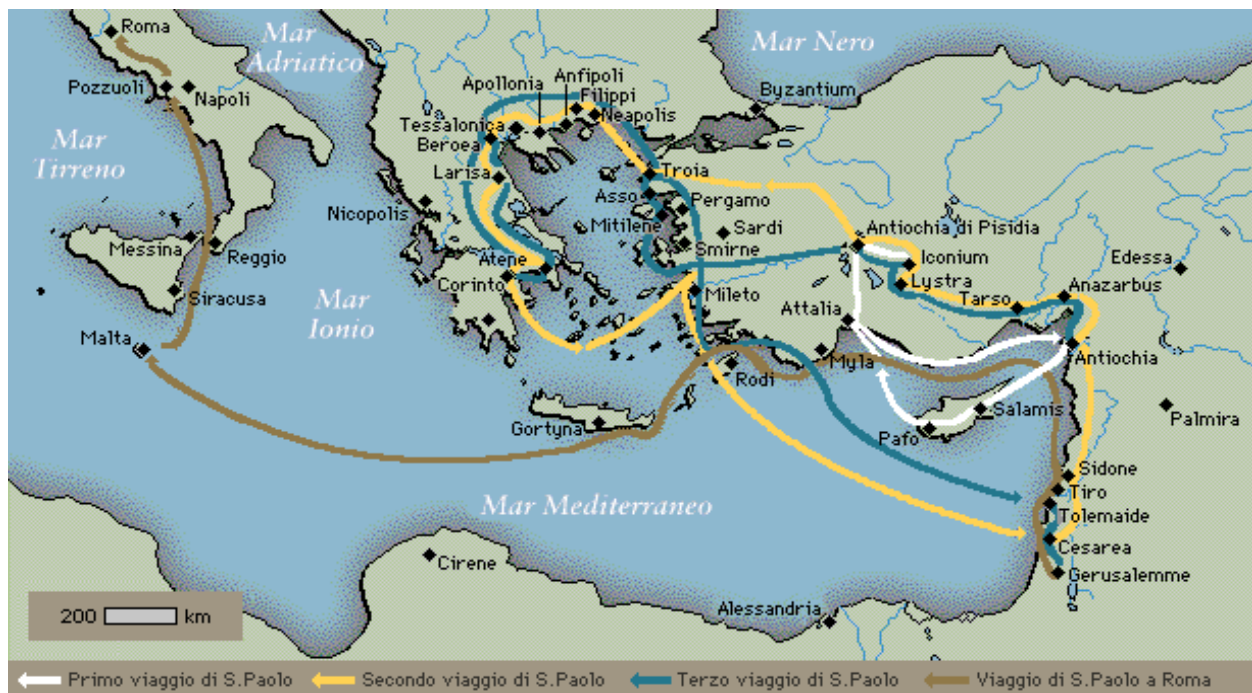 Roma
Mar
Adriatico
Mar Nero
Pozzuoli
Napoli
Apollonia
Anfipoli
Filippi
Neapolis
Byzantium
Tessalonica
Beroea
Mar
Tirreno
Larisa
Troia
Asso
Pergamo
Nicopolis
Mitilene
Sardi
Smirne
Antiochia di Pisidia
Messina
Reggio
Atene
Iconium
Edessa
Corinto
Lystra
Siracusa
Mar
Ionio
Mileto
Attalia
Tarso
Anazarbus
Malta
Antiochia
Rodi
Myla
Gortyna
Salamis
Pafo
Palmira
Sidone
Tiro
Mar Mediterraneo
Tolemaide
Cesarea
Cirene
Gerusalemme
Alessandria
200 km
Primo viaggio di S.Paolo
Secondo viaggio di S.Paolo
Terzo viaggio di S.Paolo
Viaggio di S.Paolo a Roma